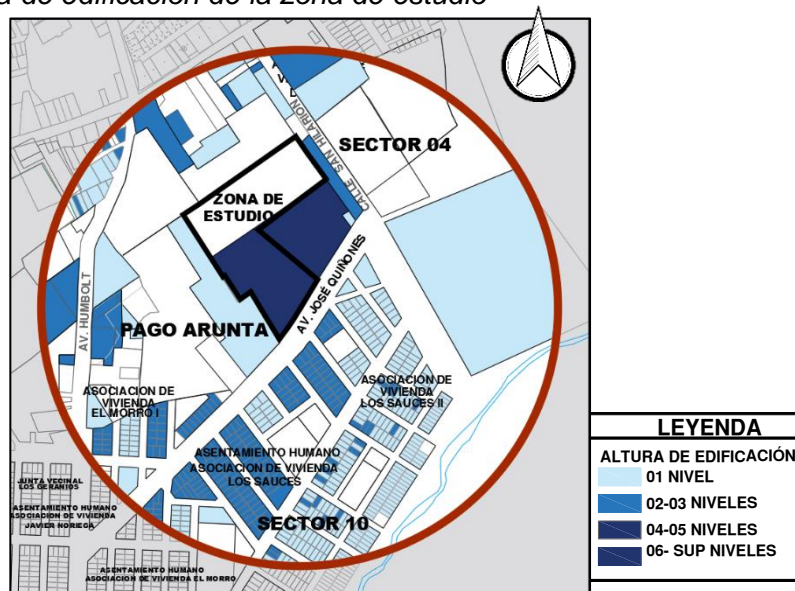 a de edificación de la zona de estudio
SECTOR 04
CALLE SAN HILARION
ZONA DE
ESTUDIO
AV. JOSÉ QUIÑONES
AV. HUMBOLT
PAGO ARUNTA
ASOCIACION DE
VIVIENDA
EL MORRO I
ASOCIACIÓN DE
VIVIENDA
LOS SAUCES II
ASENTAMIENTO HUMANO
ASOCIACION DE VIVIENDA
LOS SAUCES
SECTOR 10
JUNTA VECINAL
LOS GERANIOS
ASENTAMIENTO HUMANO
ASOCIACION DE VIVIENDA
JAVIER NORIEGA
ASENTAMIENTO HUMANO
ASOCIACION DE VIVIENDA EL MORRO
LEYENDA
ALTURA DE EDIFICACIÓN
01 NIVEL
02-03 NIVELES
04-05 NIVELES
06- SUP NIVELES